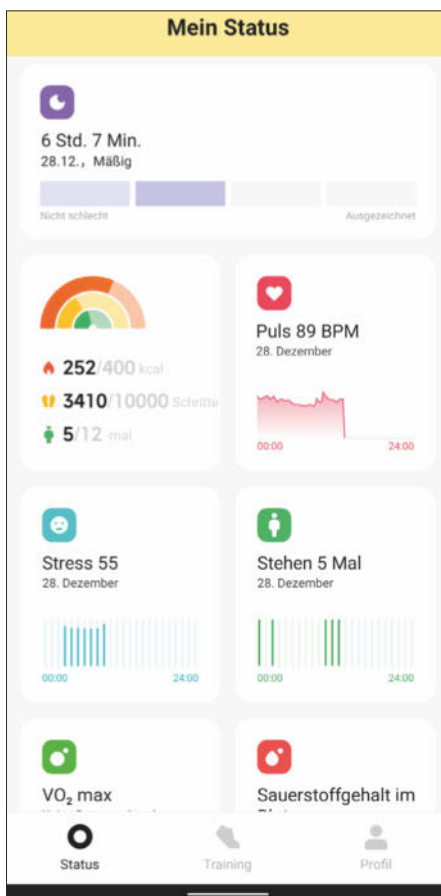 Mein Status
6 Std. 7 Min.
28.12., Mäßig
Nicht schlecht
Ausgezeichnet
252/400 kcal
3410/10000 Schritte
5/12 -mal
Puls 89 BPM
28. Dezember
00:00
24:00
Stress 55
28. Dezember
00:00
24:00
Stehen 5 Mal
28. Dezember
00:00
24:00
VO₂ max
Sauerstoffgehalt im
Status
Training
Profil